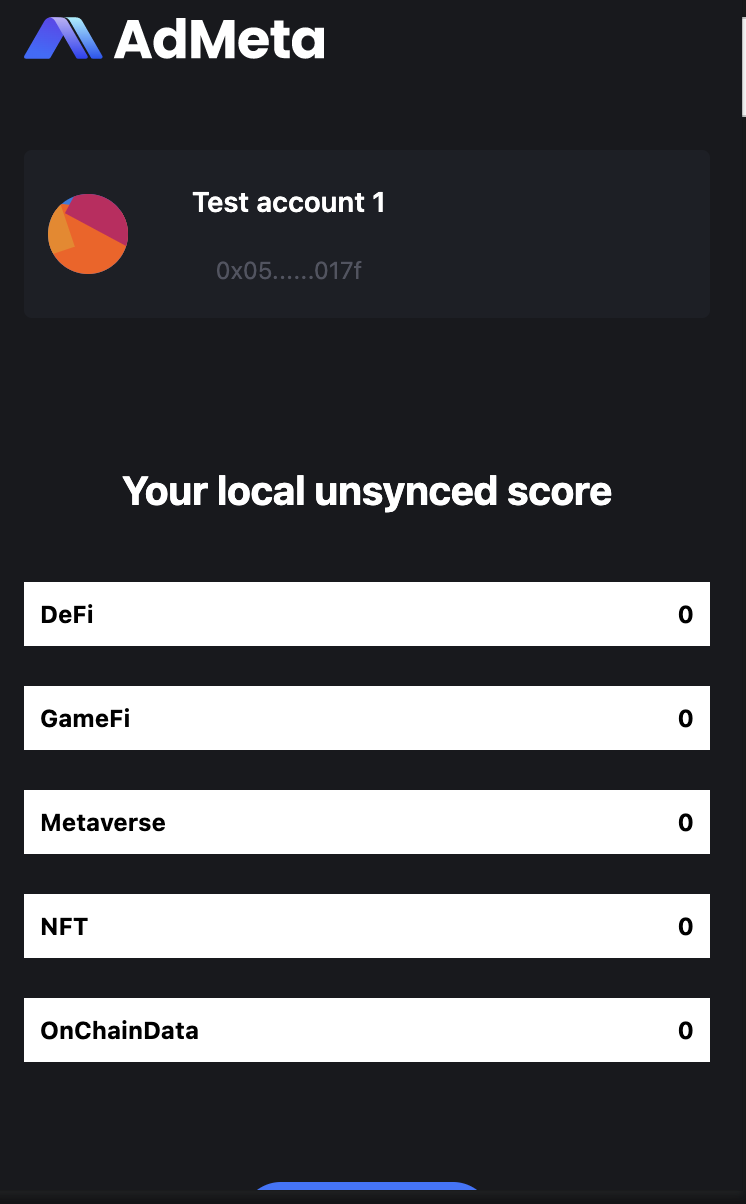 AdMeta
Test account 1
0x05......017f
Your local unsynced score
DeFi 0
GameFi 0
Metaverse 0
NFT 0
OnChainData 0